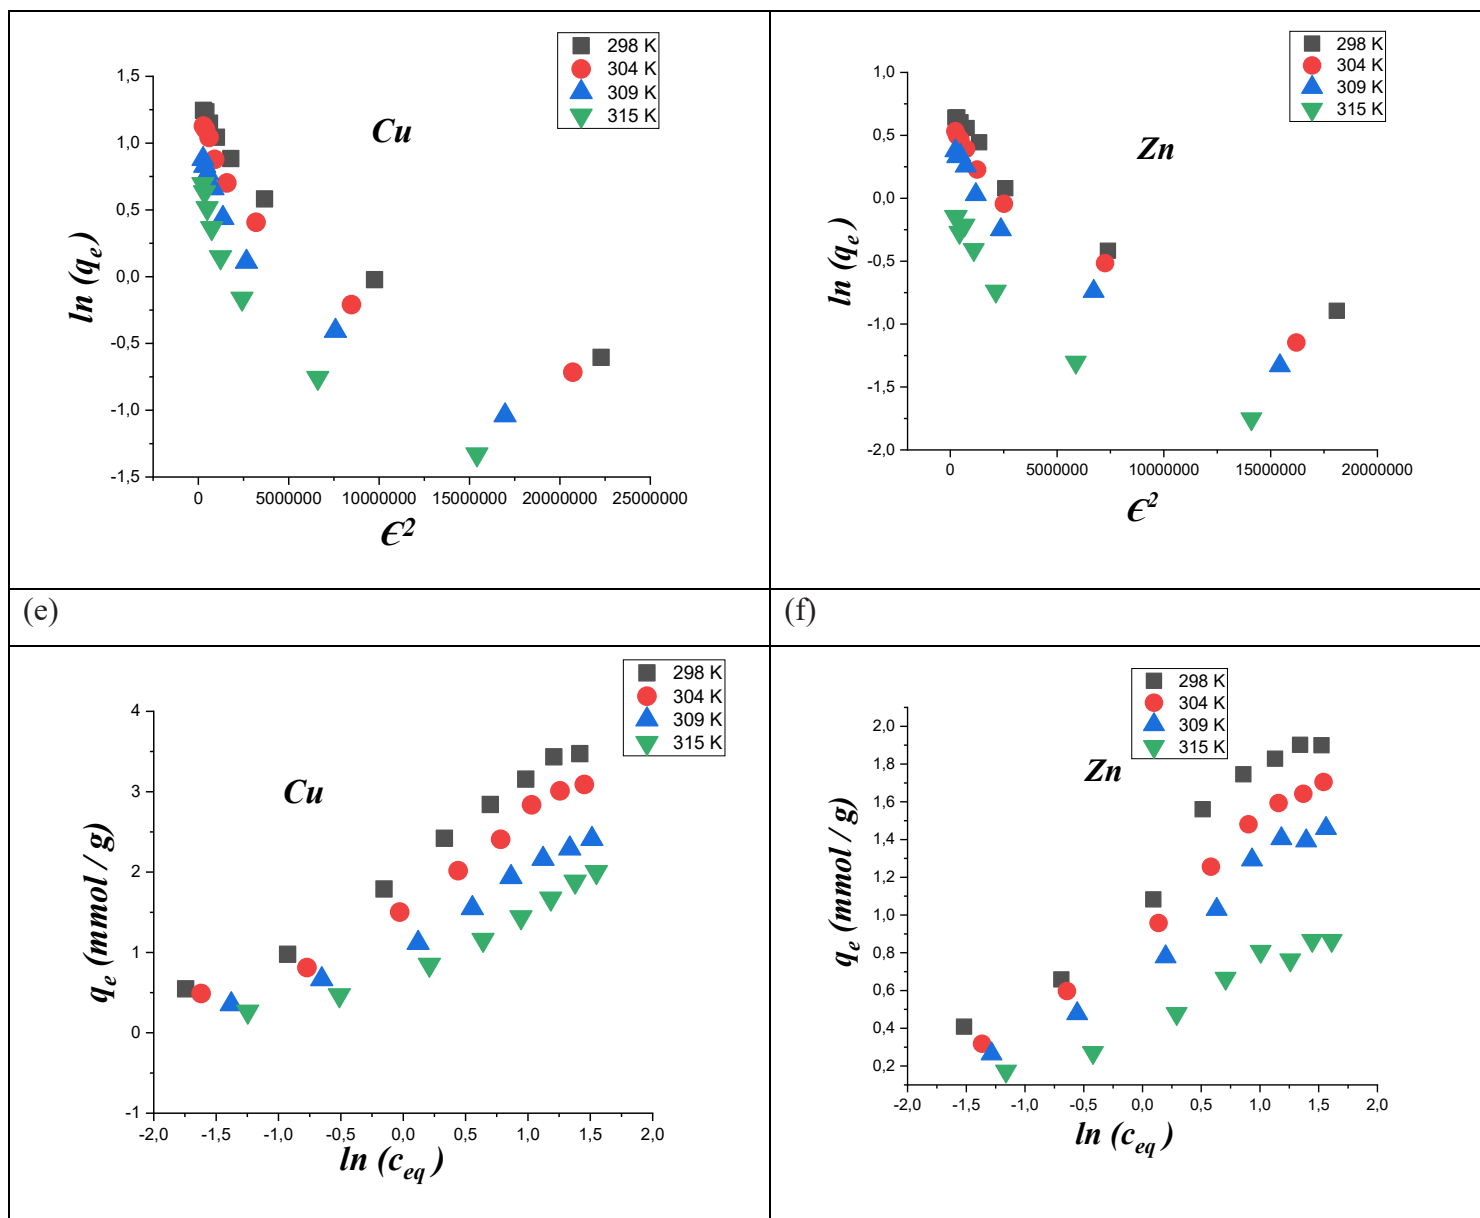 298 K
304 K
309 K
315 K
1,5
1,0
0,5
0,0
-0,5
-1,0
-1,5
0
5000000
10000000
15000000
20000000
25000000
Cu
ln (qe)
ϵ2
298 K
304 K
309 K
315 K
1,0
0,5
0,0
-0,5
-1,0
-1,5
-2,0
0
5000000
10000000
15000000
20000000
Zn
ln (qe)
ϵ2
(e)
(f)
298 K
304 K
309 K
315 K
4
3
2
1
0
-1
-2,0
-1,5
-1,0
-0,5
0,0
0,5
1,0
1,5
2,0
Cu
qe (mmol / g)
ln (ceq )
298 K
304 K
309 K
315 K
2,0
1,8
1,6
1,4
1,2
1,0
0,8
0,6
0,4
0,2
-2,0
-1,5
-1,0
-0,5
0,0
0,5
1,0
1,5
2,0
Zn
qe (mmol / g)
ln (ceq )